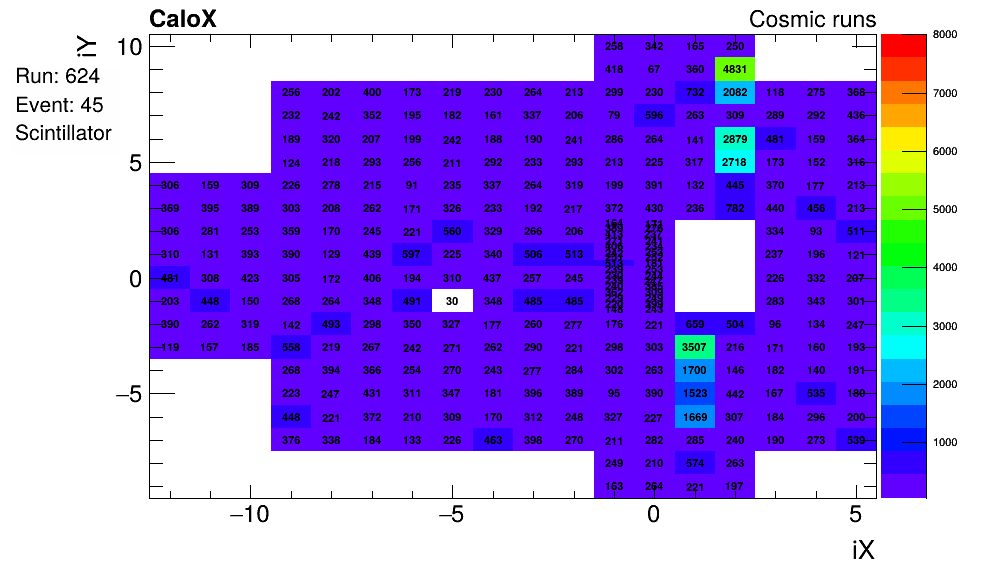 CaloX Cosmic runs
iY
Run: 624
Event: 45
Scintillator
10 258 342 165 250 8000
418 67 360 4831
256 202 400 173 219 230 264 213 299 230 732 2082 118 275 366 7000
232 242 352 195 182 161 337 206 79 596 263 309 289 292 436
189 320 207 199 242 188 190 241 286 264 141 2879 481 159 364 6000
5 124 218 293 256 211 292 233 293 213 225 317 2718 173 152 316
306 159 309 226 278 215 91 235 337 264 319 199 391 132 445 370 177 213 5000
369 395 389 303 208 262 171 326 233 192 217 372 430 236 782 440 456 213
306 281 253 359 170 245 221 560 329 266 206 334 93 511 4000
310 131 393 390 129 439 597 225 340 506 513 237 196 121
0 461 308 423 305 172 406 194 310 437 257 245 226 332 207
203 448 150 268 264 348 491 30 348 485 485 283 343 301 3000
390 262 319 142 493 298 350 327 177 260 277 176 221 659 504 96 134 247
119 157 185 558 219 267 242 271 262 290 221 298 303 3507 216 171 160 193
268 394 366 254 270 243 277 284 302 263 1700 146 182 140 191 2000
−5 223 247 431 311 347 181 396 389 95 390 1523 442 167 535 180
448 221 372 210 309 170 312 248 327 227 1669 307 184 296 200 1000
376 338 184 133 226 463 398 270 211 282 285 240 190 273 539
249 210 574 263
163 264 221 197
−10 −5 0 5
iX